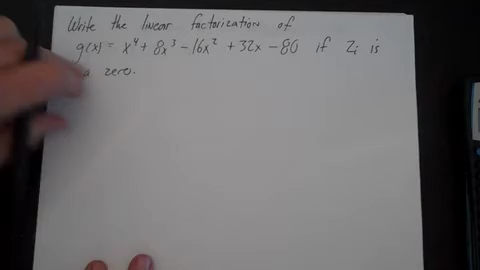 Write the linear factorization of
g(x) = x⁴ + 8x³ - 16x² + 32x - 80 if 2i is
a zero.